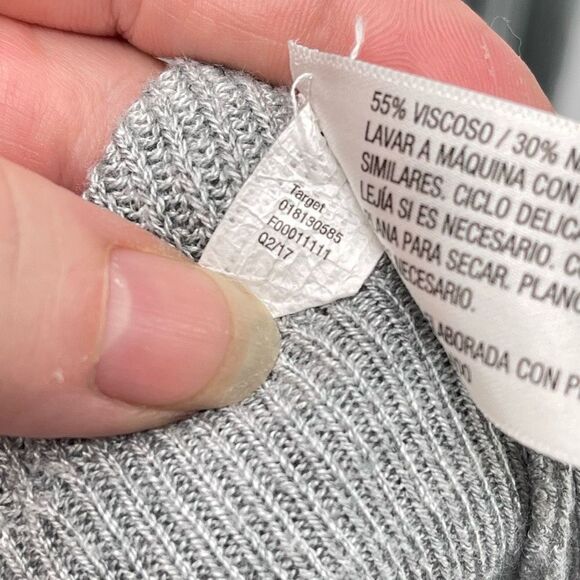 Target
018130585
F00011111
Q2/17
55% VISCOSO / 30% N
LAVAR A MÁQUINA CON
SIMILARES. CICLO DELICA
LEJÍA SI ES NECESARIO. C
ANA PARA SECAR. PLANC
NECESARIO.
ABORADA CON P